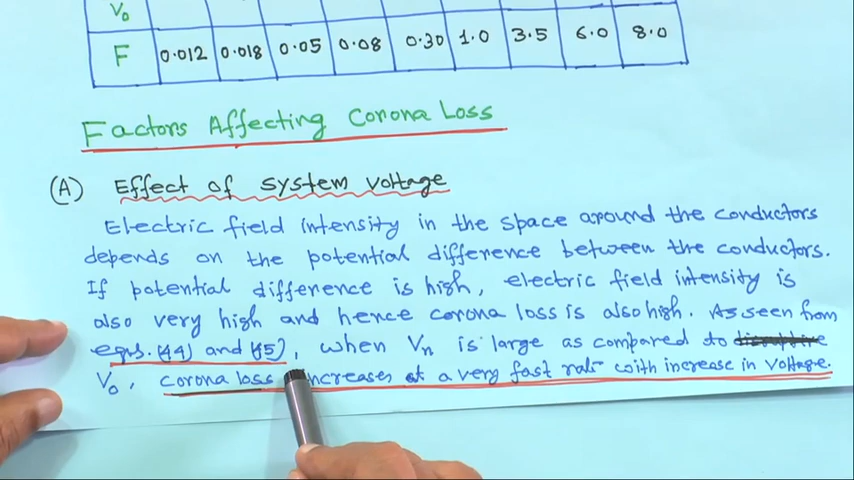 V₀
F 0.012 0.018 0.05 0.08 0.30 1.0 3.5 6.0 8.0
Factors Affecting Corona Loss
(A) Effect of system voltage
Electric field intensity in the space around the conductors
depends on the potential difference between the conductors.
If potential difference is high, electric field intensity is
also very high and hence corona loss is also high. As seen from
eqns. (44) and (45), when Vn is large as compared to
V₀, corona loss increases at a very fast rate with increase in voltage.